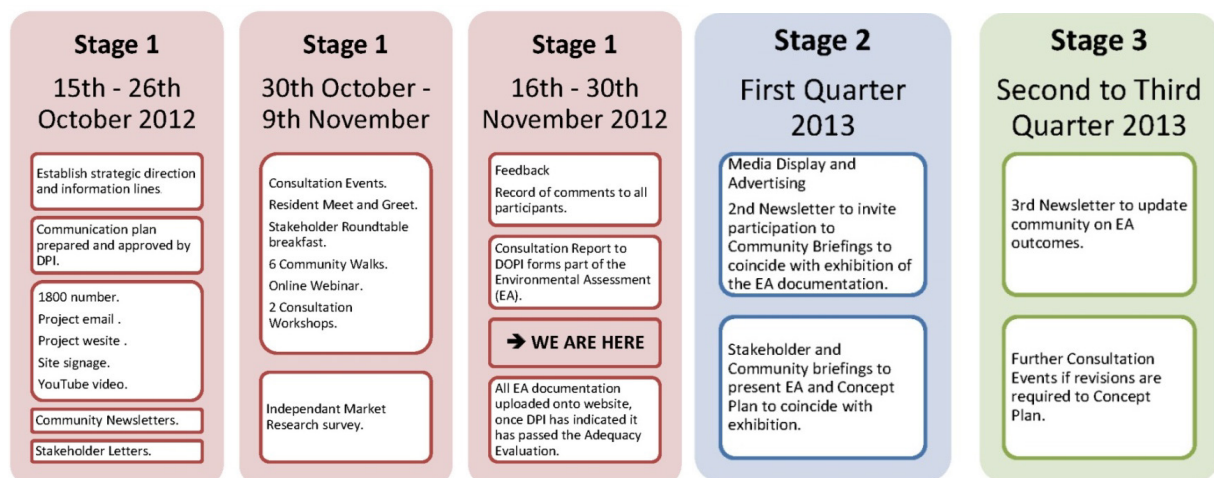 Stage 1
15th - 26th
October 2012
Establish strategic direction
and information lines
Communication plan
prepared and approved by
DPI.
1800 number.
Project email .
Project wesite .
Site signage.
YouTube video.
Community Newsletters.
Stakeholder Letters.
Stage 1
30th October -
9th November
Consultation Events.
Resident Meet and Greet.
Stakeholder Roundtable
breakfast.
6 Community Walks.
Online Webinar.
2 Consultation
Workshops.
Independant Market
Research survey.
Stage 1
16th - 30th
November 2012
Feedback
Record of comments to all
participants.
Consultation Report to
DOPI forms part of the
Environmental Assessment
(EA).
➔ WE ARE HERE
All EA documentation
uploaded onto website,
once DPI has indicated it
has passed the Adequacy
Evaluation.
Stage 2
First Quarter
2013
Media Display and
Advertising
2nd Newsletter to invite
participation to
Community Briefings to
coincide with exhibition of
the EA documentation.
Stakeholder and
Community briefings to
present EA and Concept
Plan to coincide with
exhibition.
Stage 3
Second to Third
Quarter 2013
3rd Newsletter to update
community on EA
outcomes.
Further Consultation
Events if revisions are
required to Concept
Plan.